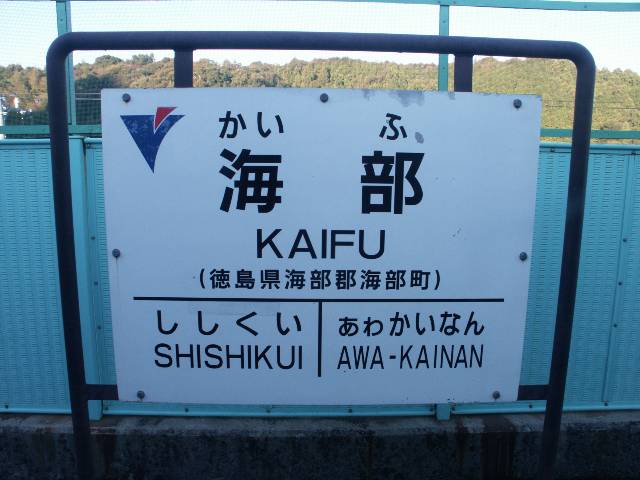 かい ふ
海 部
KAIFU
(徳島県海部郡海部町)
ししくい あわかいなん
SHISHIKUI AWA-KAINAN